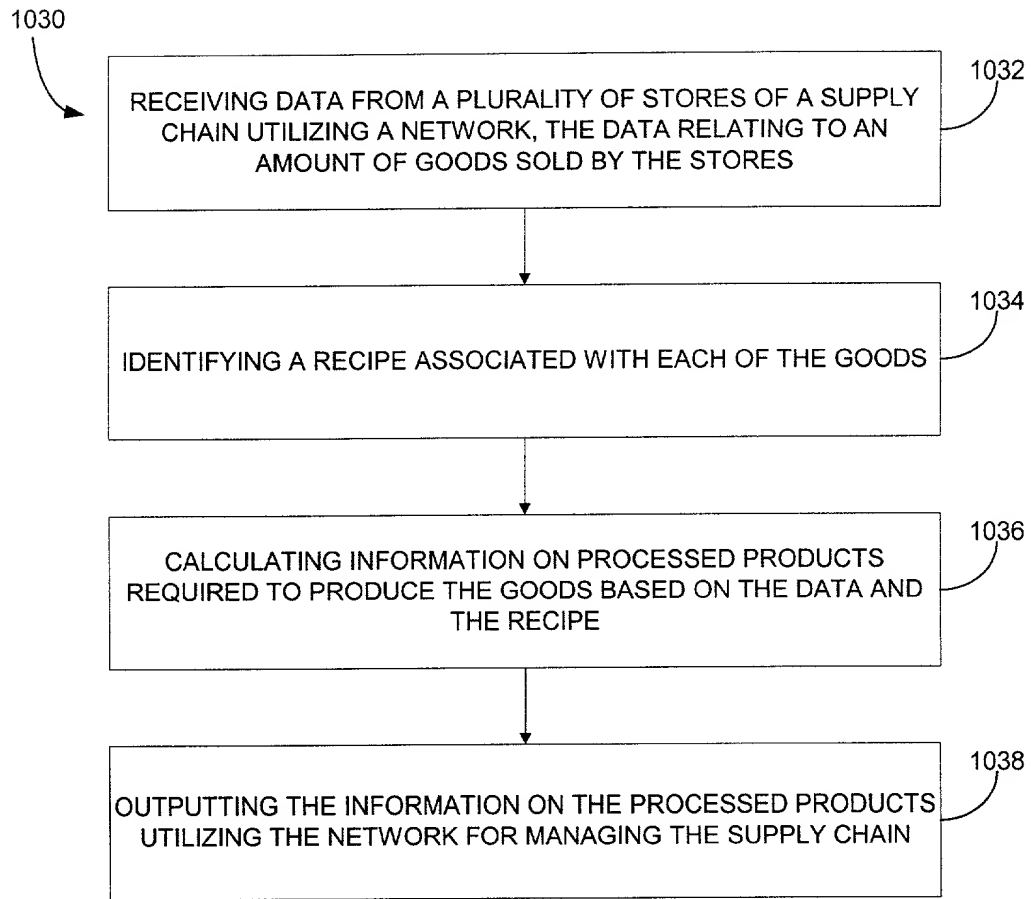 1030
RECEIVING DATA FROM A PLURALITY OF STORES OF A SUPPLY
CHAIN UTILIZING A NETWORK, THE DATA RELATING TO AN
AMOUNT OF GOODS SOLD BY THE STORES
1032
IDENTIFYING A RECIPE ASSOCIATED WITH EACH OF THE GOODS
1034
CALCULATING INFORMATION ON PROCESSED PRODUCTS
REQUIRED TO PRODUCE THE GOODS BASED ON THE DATA AND
THE RECIPE
1036
OUTPUTTING THE INFORMATION ON THE PROCESSED PRODUCTS
UTILIZING THE NETWORK FOR MANAGING THE SUPPLY CHAIN
1038